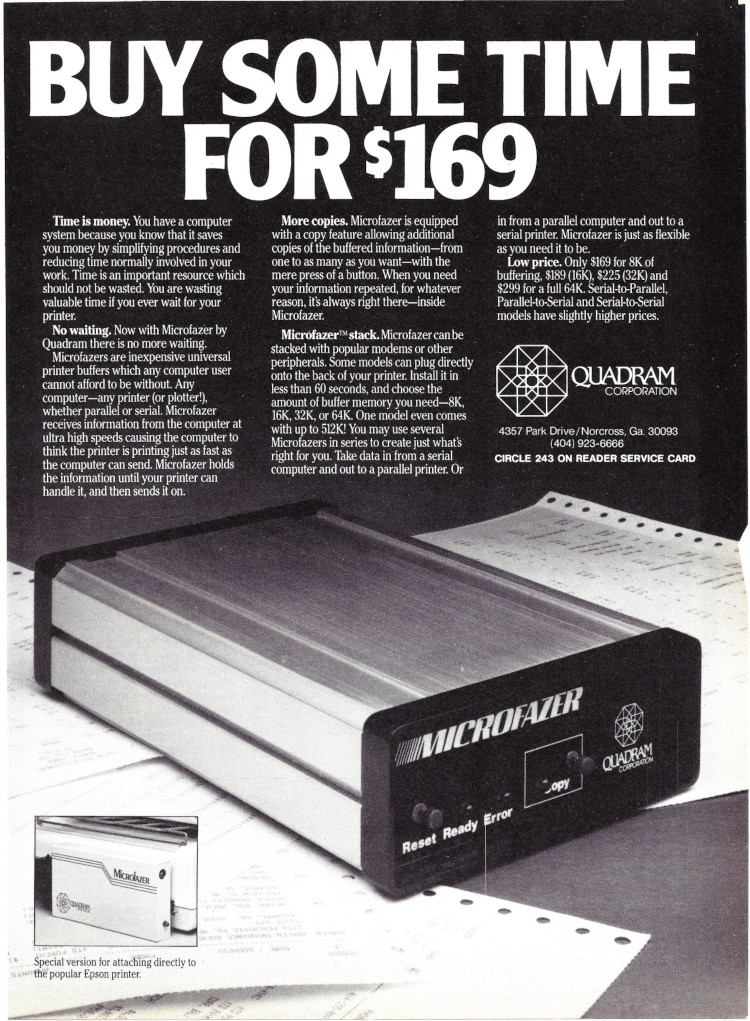 BUY SOME TIME
FOR $169
Time is money. You have a computer
system because you know that it saves
you money by simplifying procedures and
reducing time normally involved in your
work. Time is an important resource which
should not be wasted. You are wasting
valuable time if you ever wait for your
printer.
No waiting. Now with Microfazer by
Quadram there is no more waiting.
Microfazers are inexpensive universal
printer buffers which any computer user
cannot afford to be without. Any
computer—any printer (or plotter!),
whether parallel or serial. Microfazer
receives information from the computer at
ultra high speeds causing the computer to
think the printer is printing just as fast as
the computer can send. Microfazer holds
the information until your printer can
handle it, and then sends it on.
More copies. Microfazer is equipped
with a copy feature allowing additional
copies of the buffered information—from
one to as many as you want—with the
mere press of a button. When you need
your information repeated, for whatever
reason, it's always right there—inside
Microfazer.
Microfazer™ stack. Microfazer can be
stacked with popular modems or other
peripherals. Some models can plug directly
onto the back of your printer. Install it in
less than 60 seconds, and choose the
amount of buffer memory you need—8K,
16K, 32K, or 64K. One model even comes
with up to 512K! You may use several
Microfazers in series to create just what's
right for you. Take data in from a serial
computer and out to a parallel printer. Or
in from a parallel computer and out to a
serial printer. Microfazer is just as flexible
as you need it to be.
Low price. Only $169 for 8K of
buffering, $189 (16K), $225 (32K) and
$299 for a full 64K. Serial-to-Parallel,
Parallel-to-Serial and Serial-to-Serial
models have slightly higher prices.
QUADRAM
CORPORATION
4357 Park Drive/Norcross, Ga. 30093
(404) 923-6666
CIRCLE 243 ON READER SERVICE CARD
MICROFAZER
QUADRAM
CORPORATION
Reset Ready Error
MICROFAZER
QUADRAM
Special version for attaching directly to
the popular Epson printer.